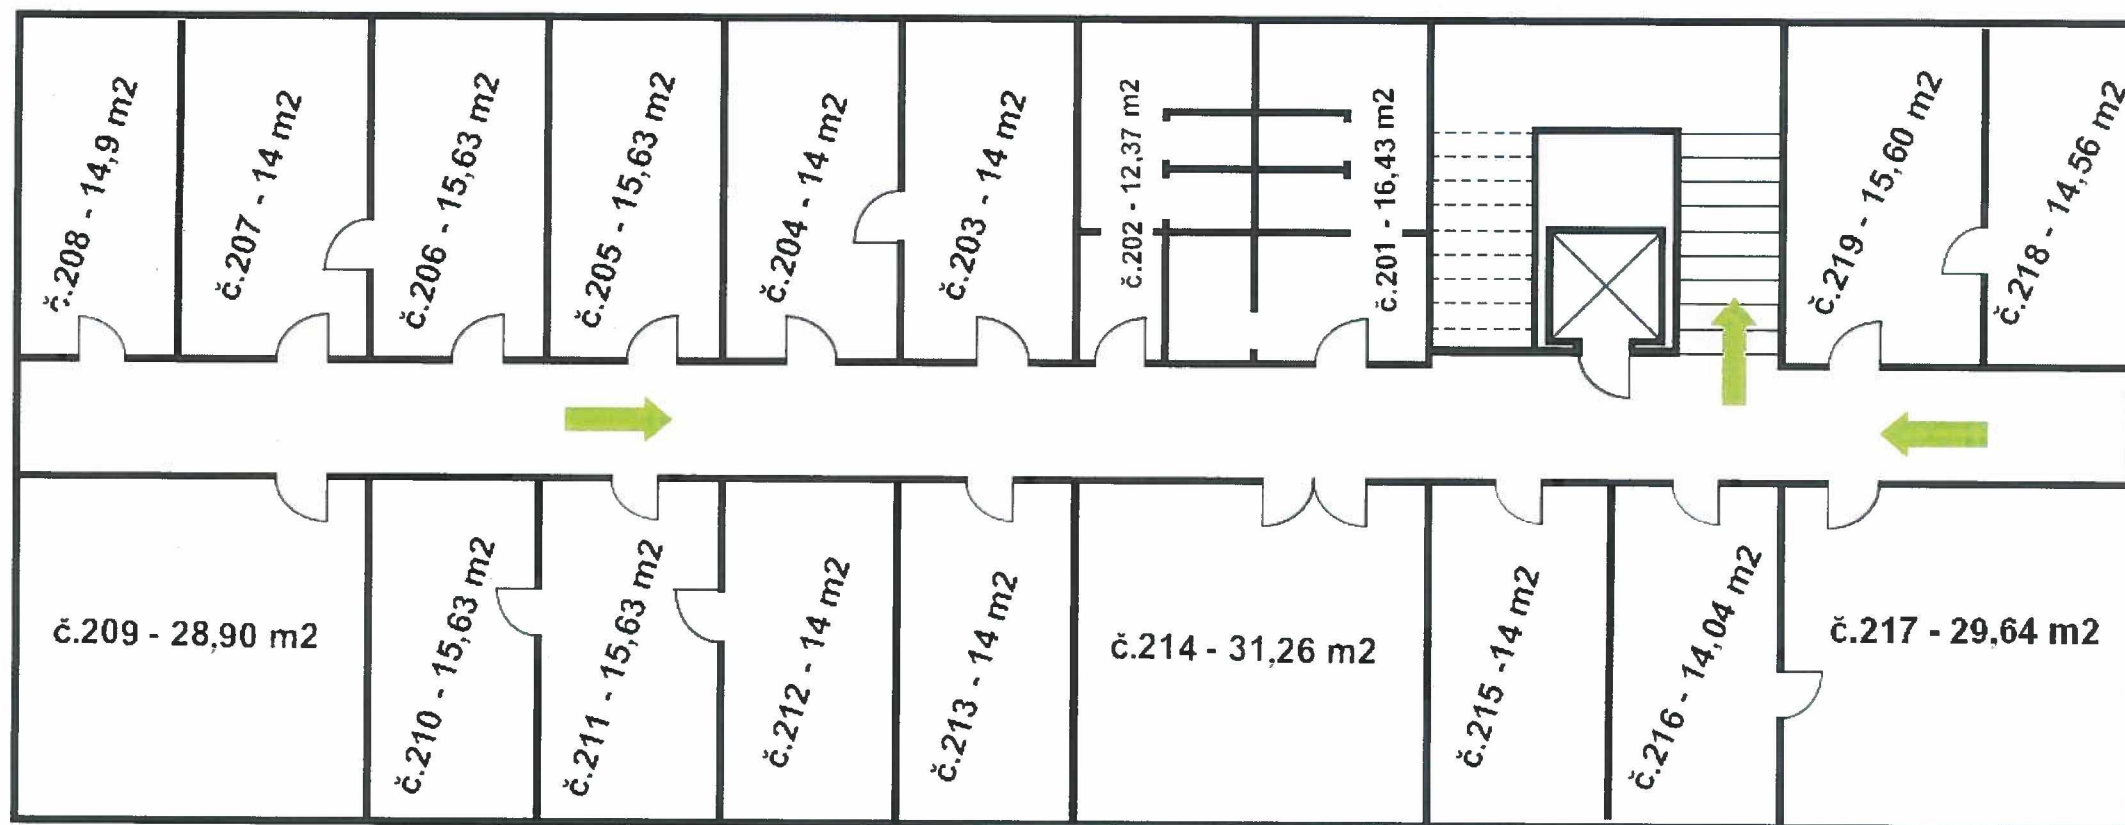 č.208 - 14,9 m2
č.207 - 14 m2
č.206 - 15,63 m2
č.205 - 15,63 m2
č.204 - 14 m2
č.203 - 14 m2
č.202 - 12,37 m2
č.201 - 16,43 m2
č.219 - 15,60 m2
č.218 - 14,56 m2
č.209 - 28,90 m2
č.210 - 15,63 m2
č.211 - 15,63 m2
č.212 - 14 m2
č.213 - 14 m2
č.214 - 31,26 m2
č.215 -14 m2
č.216 - 14,04 m2
č.217 - 29,64 m2